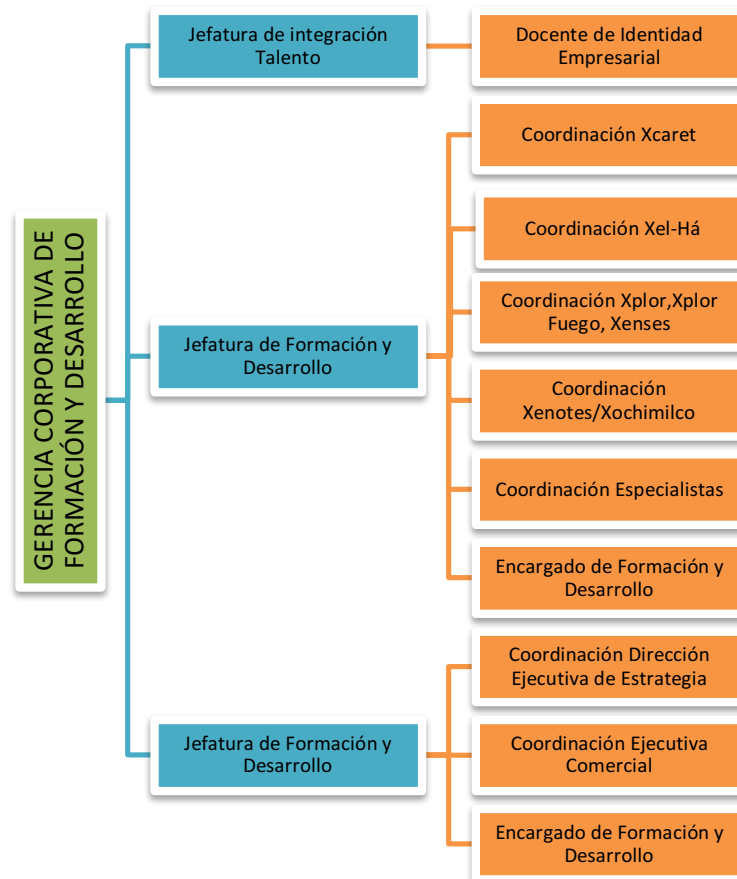 GERENCIA CORPORATIVA DE
FORMACIÓN Y DESARROLLO
Jefatura de integración
Talento
Docente de Identidad
Empresarial
Jefatura de Formación y
Desarrollo
Coordinación Xcaret
Coordinación Xel-Há
Coordinación Xplor,Xplor
Fuego, Xenses
Coordinación
Xenotes/Xochimilco
Coordinación Especialistas
Encargado de Formación y
Desarrollo
Jefatura de Formación y
Desarrollo
Coordinación Dirección
Ejecutiva de Estrategia
Coordinación Ejecutiva
Comercial
Encargado de Formación y
Desarrollo